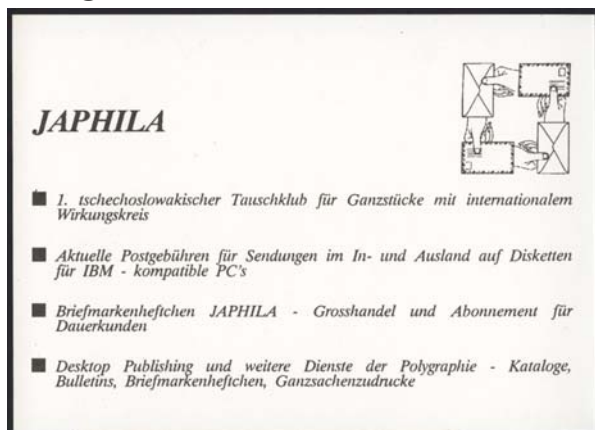 JAPHILA
■ 1. tschechoslowakischer Tauschklub für Ganzstücke mit internationalem
Wirkungskreis
■ Aktuelle Postgebühren für Sendungen im In- und Ausland auf Disketten
für IBM - kompatible PC's
■ Briefmarkenheftchen JAPHILA - Grosshandel und Abonnement für
Dauerkunden
■ Desktop Publishing und weitere Dienste der Polygraphie - Kataloge,
Bulletins, Briefmarkenheftchen, Ganzsachenzudrucke